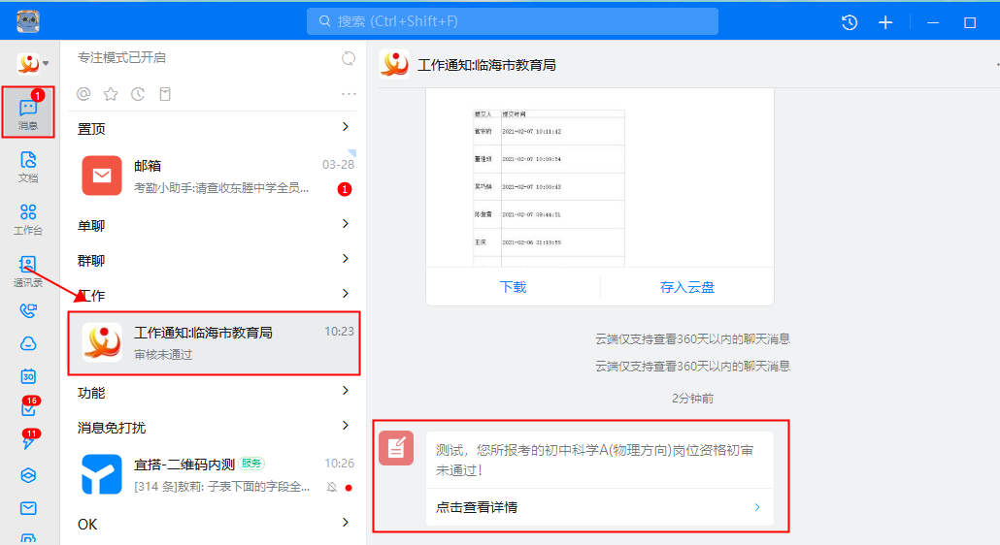 搜索 (Ctrl+Shift+F)
1
消息
文档
工作台
通讯录
30
16
11
专注模式已开启
@
置顶
邮箱
03-28
考勤小助手:请查收东塍中学全员...
1
单聊
群聊
工作
工作通知:临海市教育局
10:23
审核未通过
功能
消息免打扰
宜搭-二维码内测
服务
10:26
[314 条]敖莉: 子表下面的字段全...
OK
工作通知:临海市教育局
提交人 提交时间
2021-02-07 10:11:42
2021-02-07 10:09:54
2021-02-07 10:00:43
2021-02-07 09:44:51
王庆 2021-02-06 21:19:59
下载
存入云盘
云端仅支持查看360天以内的聊天消息
云端仅支持查看360天以内的聊天消息
2分钟前
测试，您所报考的初中科学A(物理方向)岗位资格初审
未通过！
点击查看详情